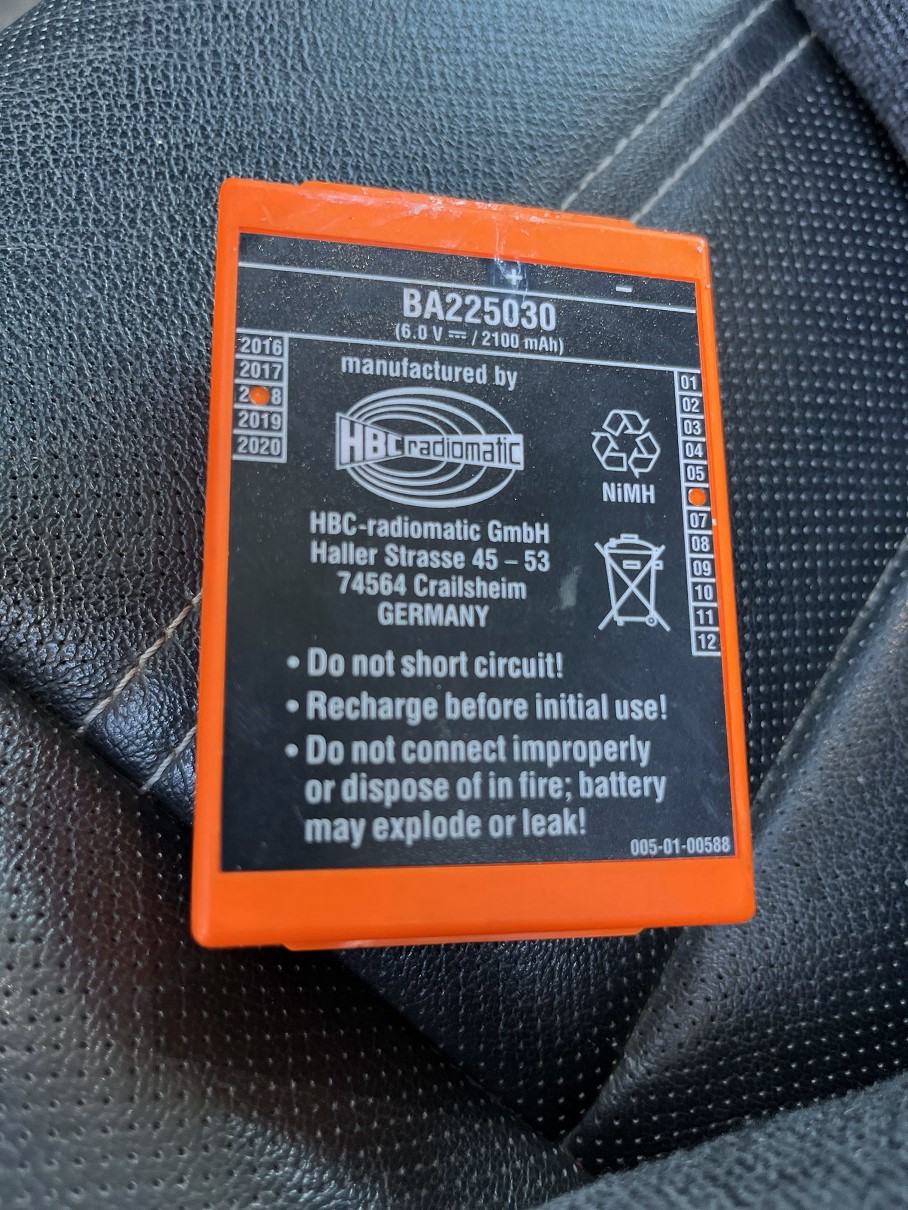 + −
BA225030
(6.0 V ⎓ / 2100 mAh)
manufactured by
2016
2017
2019
2020
HBC radiomatic
HBC-radiomatic GmbH
Haller Strasse 45 – 53
74564 Crailsheim
GERMANY
NiMH
01
02
03
04
05
07
08
09
10
11
12
• Do not short circuit!
• Recharge before initial use!
• Do not connect improperly
or dispose of in fire; battery
may explode or leak!
005-01-00588